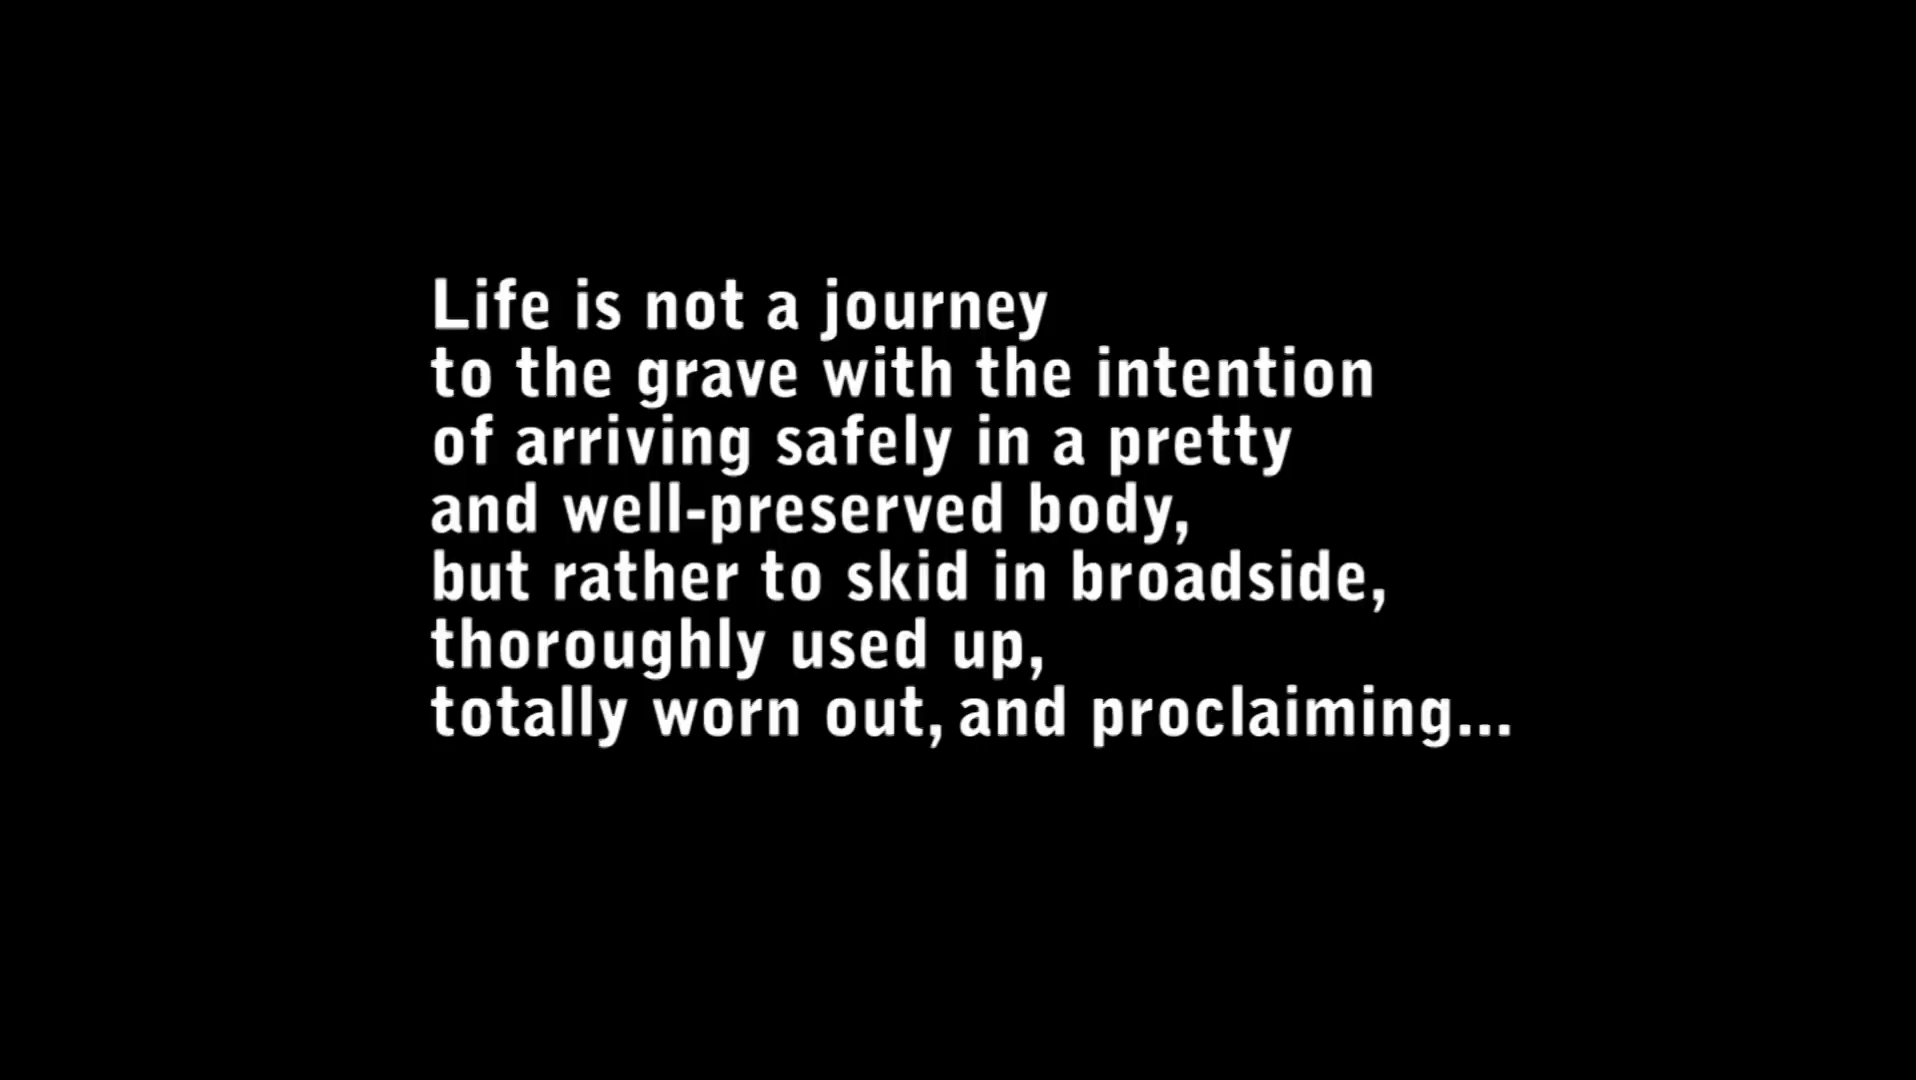 Life is not a journey
to the grave with the intention
of arriving safely in a pretty
and well-preserved body,
but rather to skid in broadside,
thoroughly used up,
totally worn out, and proclaiming...